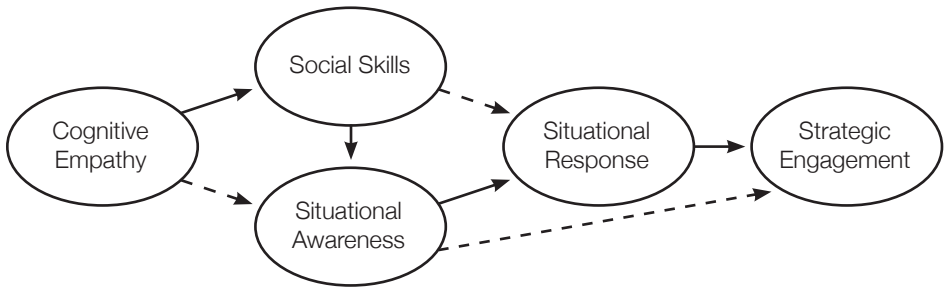 Social Skills
Cognitive
Empathy
Situational
Response
Strategic
Engagement
Situational
Awareness